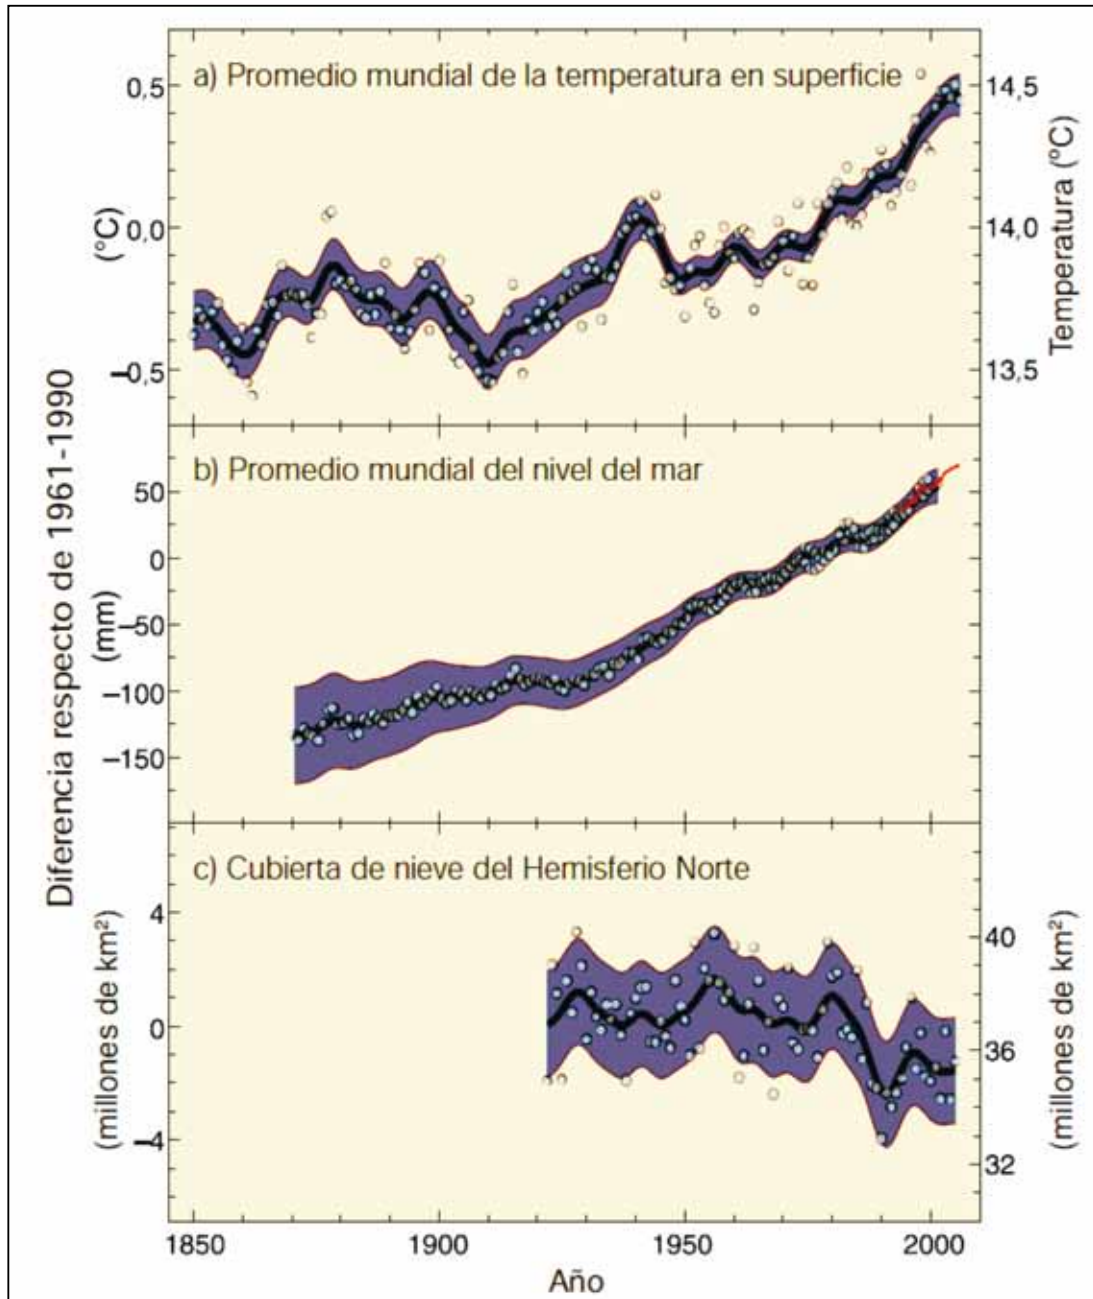 Diferencia respecto de 1961-1990
a) Promedio mundial de la temperatura en superficie
(°C)
0,5
0,0
–0,5
Temperatura (°C)
14,5
14,0
13,5
b) Promedio mundial del nivel del mar
(mm)
50
0
–50
–100
–150
c) Cubierta de nieve del Hemisferio Norte
(millones de km²)
4
0
–4
(millones de km²)
40
36
32
1850
1900
1950
2000
Año